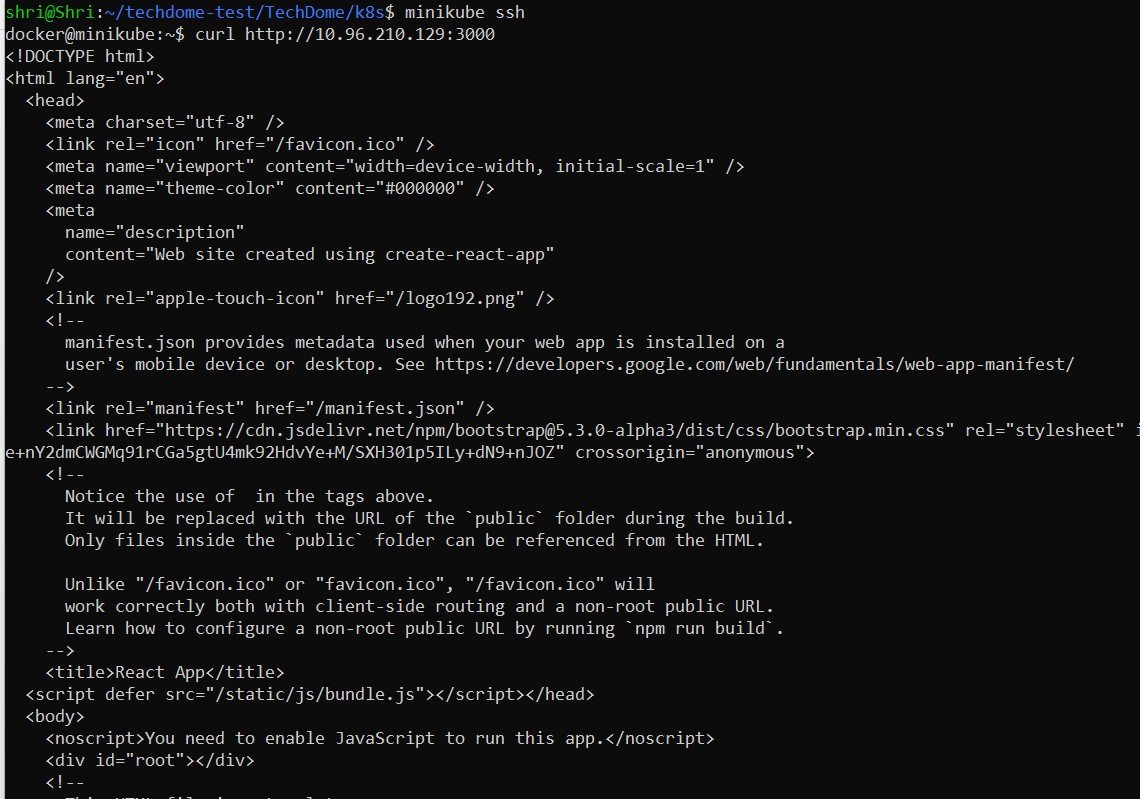 shri@Shri:~/techdome-test/TechDome/k8s$ minikube ssh
docker@minikube:~$ curl http://10.96.210.129:3000
<!DOCTYPE html>
<html lang="en">
  <head>
    <meta charset="utf-8" />
    <link rel="icon" href="/favicon.ico" />
    <meta name="viewport" content="width=device-width, initial-scale=1" />
    <meta name="theme-color" content="#000000" />
    <meta
      name="description"
      content="Web site created using create-react-app"
    />
    <link rel="apple-touch-icon" href="/logo192.png" />
    <!--
      manifest.json provides metadata used when your web app is installed on a
      user's mobile device or desktop. See https://developers.google.com/web/fundamentals/web-app-manifest/
    -->
    <link rel="manifest" href="/manifest.json" />
    <link href="https://cdn.jsdelivr.net/npm/bootstrap@5.3.0-alpha3/dist/css/bootstrap.min.css" rel="stylesheet"
e+nY2dmCWGMq91rCGa5gtU4mk92HdvYe+M/SXH301p5ILy+dN9+nJOZ" crossorigin="anonymous">
    <!--
      Notice the use of  in the tags above.
      It will be replaced with the URL of the `public` folder during the build.
      Only files inside the `public` folder can be referenced from the HTML.

      Unlike "/favicon.ico" or "favicon.ico", "/favicon.ico" will
      work correctly both with client-side routing and a non-root public URL.
      Learn how to configure a non-root public URL by running `npm run build`.
    -->
    <title>React App</title>
  <script defer src="/static/js/bundle.js"></script></head>
  <body>
    <noscript>You need to enable JavaScript to run this app.</noscript>
    <div id="root"></div>
    <!--